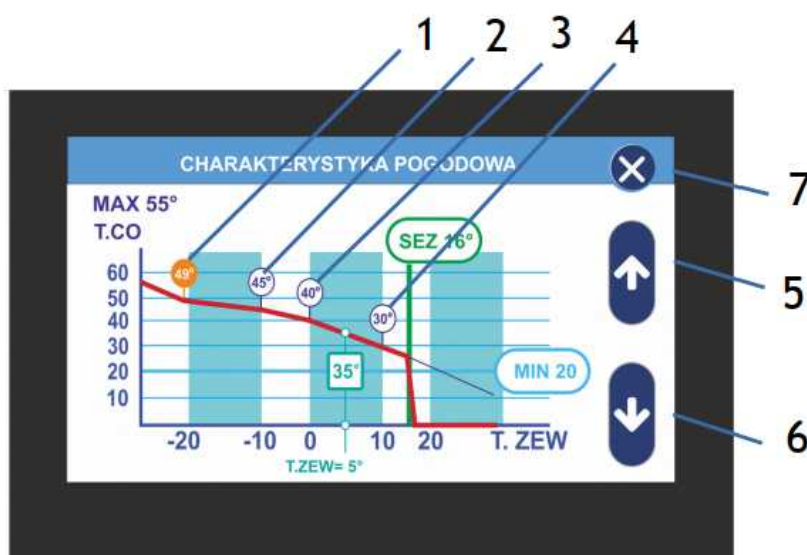 1 2 3 4
CHARAKTERYSTYKA POGODOWA
7
MAX 55°
T.CO
SEZ 16°
60
49°
45°
50
40°
5
40
30°
30
20
35°
MIN 20
10
6
-20 -10 0 10 20 T. ZEW
T.ZEW= 5°